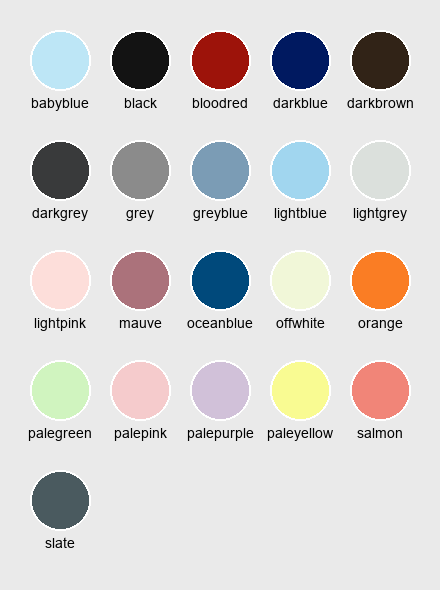 babyblue black bloodred darkblue darkbrown
darkgrey grey greyblue lightblue lightgrey
lightpink mauve oceanblue offwhite orange
palegreen palepink palepurple paleyellow salmon
slate